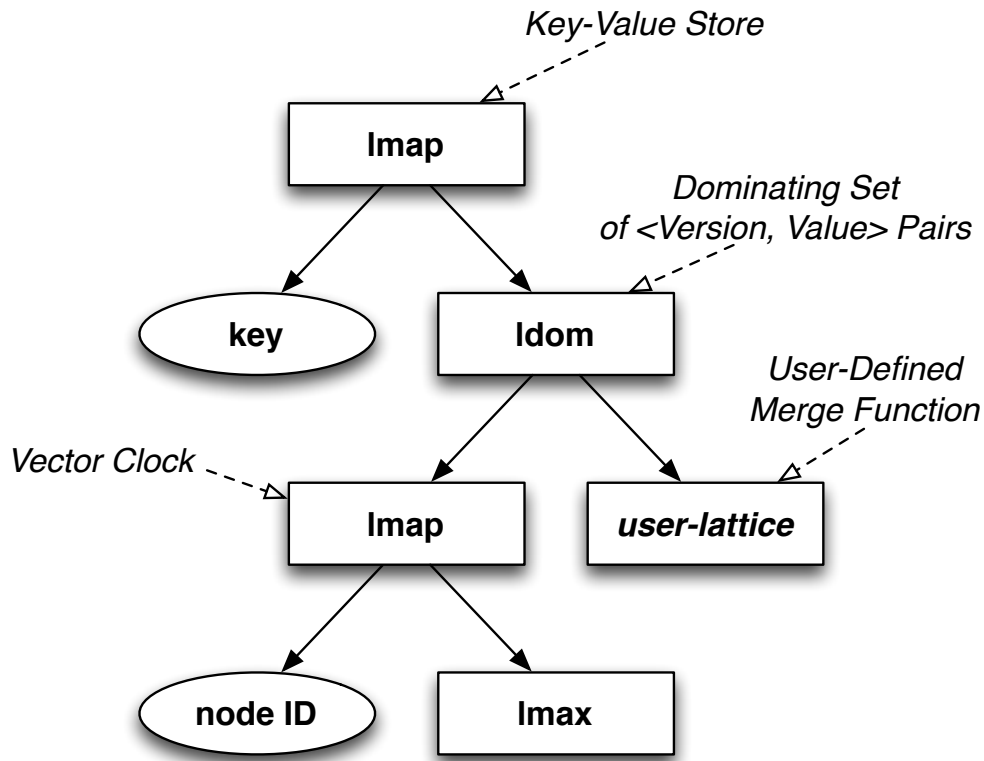 Key-Value Store
lmap
Dominating Set
of <Version, Value> Pairs
key
ldom
User-Defined
Merge Function
Vector Clock
lmap
user-lattice
node ID
lmax